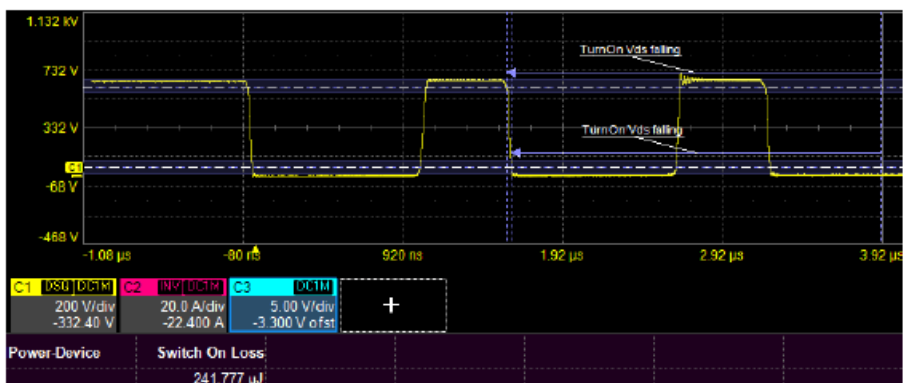 1.132 kV
TurnOn Vds falling
732 V
332 V
TurnOn Vds falling
C1
-68 V
-468 V
-1.08 µs -80 ns 920 ns 1.92 µs 2.92 µs 3.92 µs
C1 DSQ DC1M C2 INV DC1M C3 DC1M
200 V/div 20.0 A/div 5.00 V/div +
-332.40 V -22.400 A -3.300 V ofst
Power-Device Switch On Loss
241.777 µJ